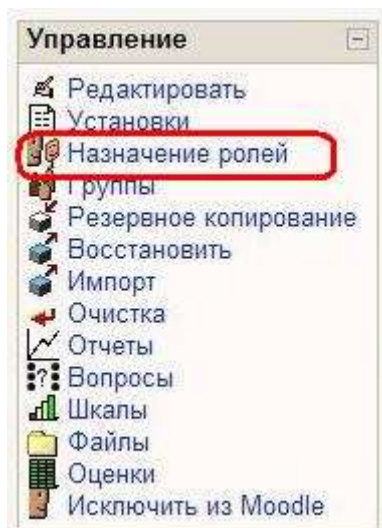 Управление
Редактировать
Установки
Назначение ролей
Группы
Резервное копирование
Восстановить
Импорт
Очистка
Отчеты
Вопросы
Шкалы
Файлы
Оценки
Исключить из Moodle